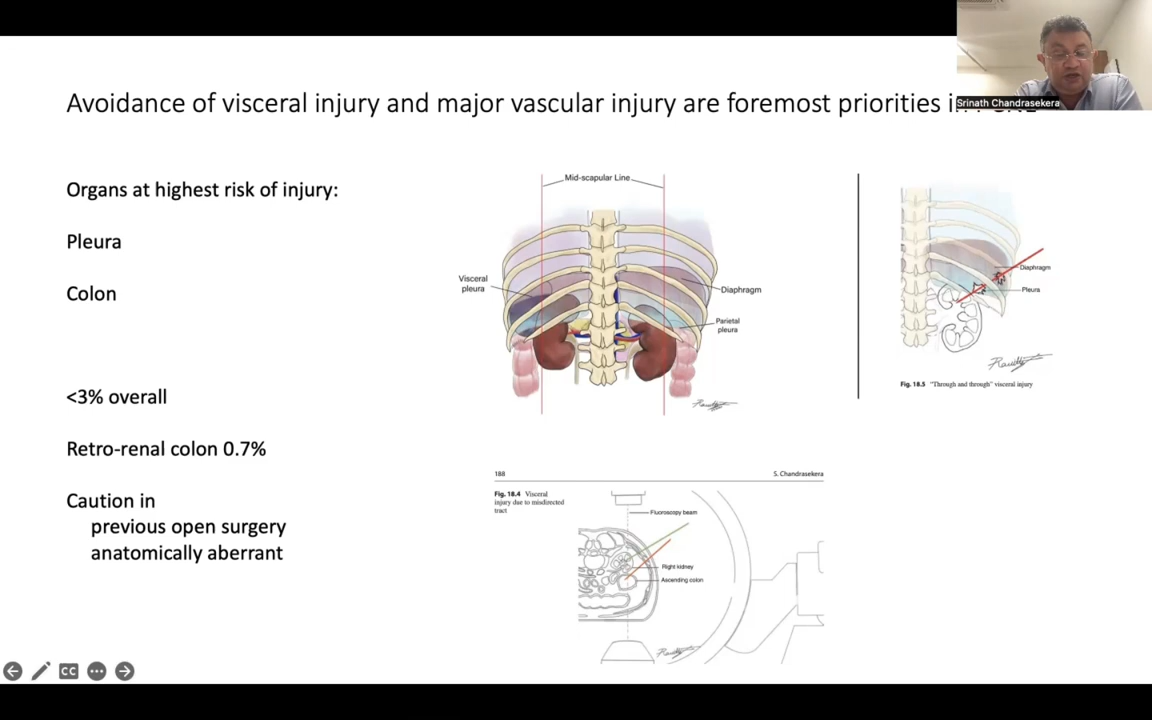 Avoidance of visceral injury and major vascular injury are foremost priorities
Srinath Chandrasekera
Organs at highest risk of injury:
Pleura
Colon
<3% overall
Retro-renal colon 0.7%
Caution in
previous open surgery
anatomically aberrant
Mid-scapular Line
Visceral
pleura
Diaphragm
Parietal
pleura
Diaphragm
Pleura
Fig. 18.5 "Through and through" visceral injury
188
S. Chandrasekera
Fig. 18.4 Visceral
injury due to misdirected
tract
Fluoroscopy beam
Right kidney
Ascending colon
CC